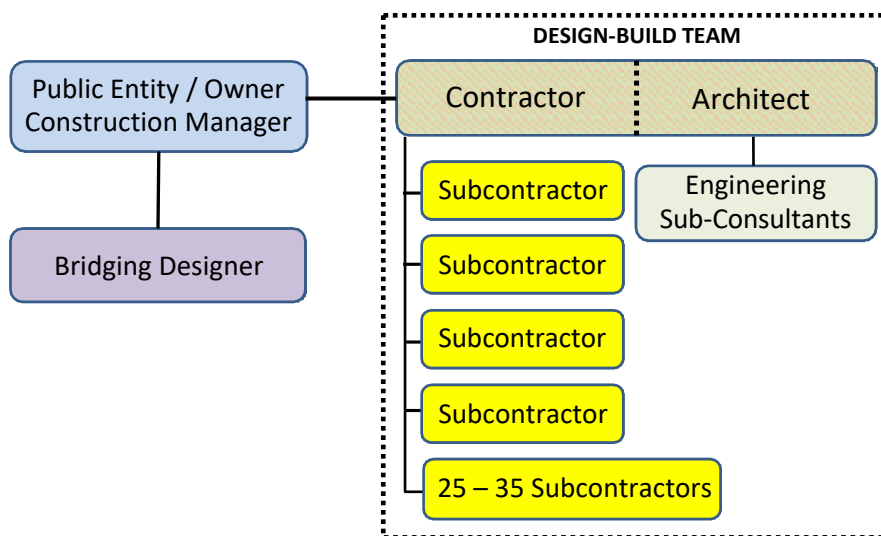 DESIGN-BUILD TEAM
Public Entity / Owner
Construction Manager
Contractor
Architect
Subcontractor
Engineering
Sub-Consultants
Bridging Designer
Subcontractor
Subcontractor
Subcontractor
25 – 35 Subcontractors